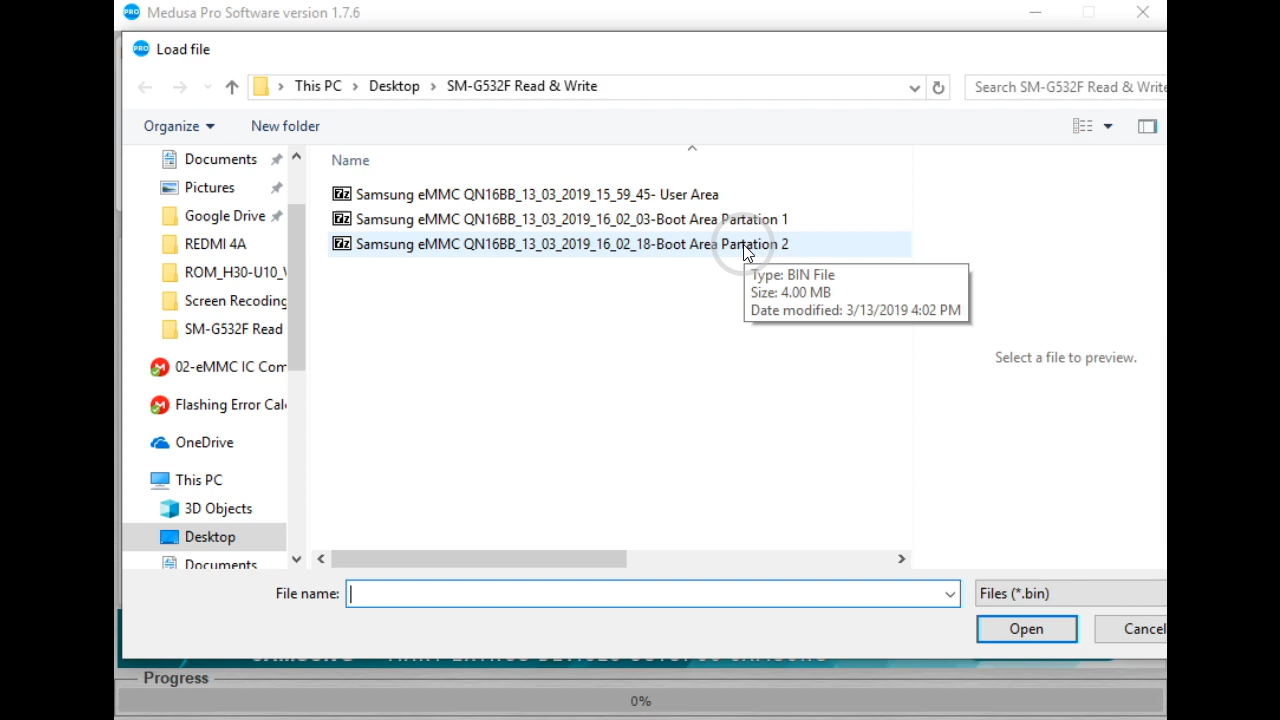 PRO Medusa Pro Software version 1.7.6
PRO Load file
This PC > Desktop > SM-G532F Read & Write
Search SM-G532F Read & Write
Organize
New folder
Documents
Pictures
Google Drive
REDMI 4A
ROM_H30-U10_
Screen Recording
SM-G532F Read
02-eMMC IC Com
Flashing Error Cal
OneDrive
This PC
3D Objects
Desktop
Documents
Name
Samsung eMMC QN16BB_13_03_2019_15_59_45- User Area
Samsung eMMC QN16BB_13_03_2019_16_02_03-Boot Area Partation 1
Samsung eMMC QN16BB_13_03_2019_16_02_18-Boot Area Partation 2
Type: BIN File
Size: 4.00 MB
Date modified: 3/13/2019 4:02 PM
Select a file to preview.
File name:
Files (*.bin)
Open
Cancel
Progress
0%